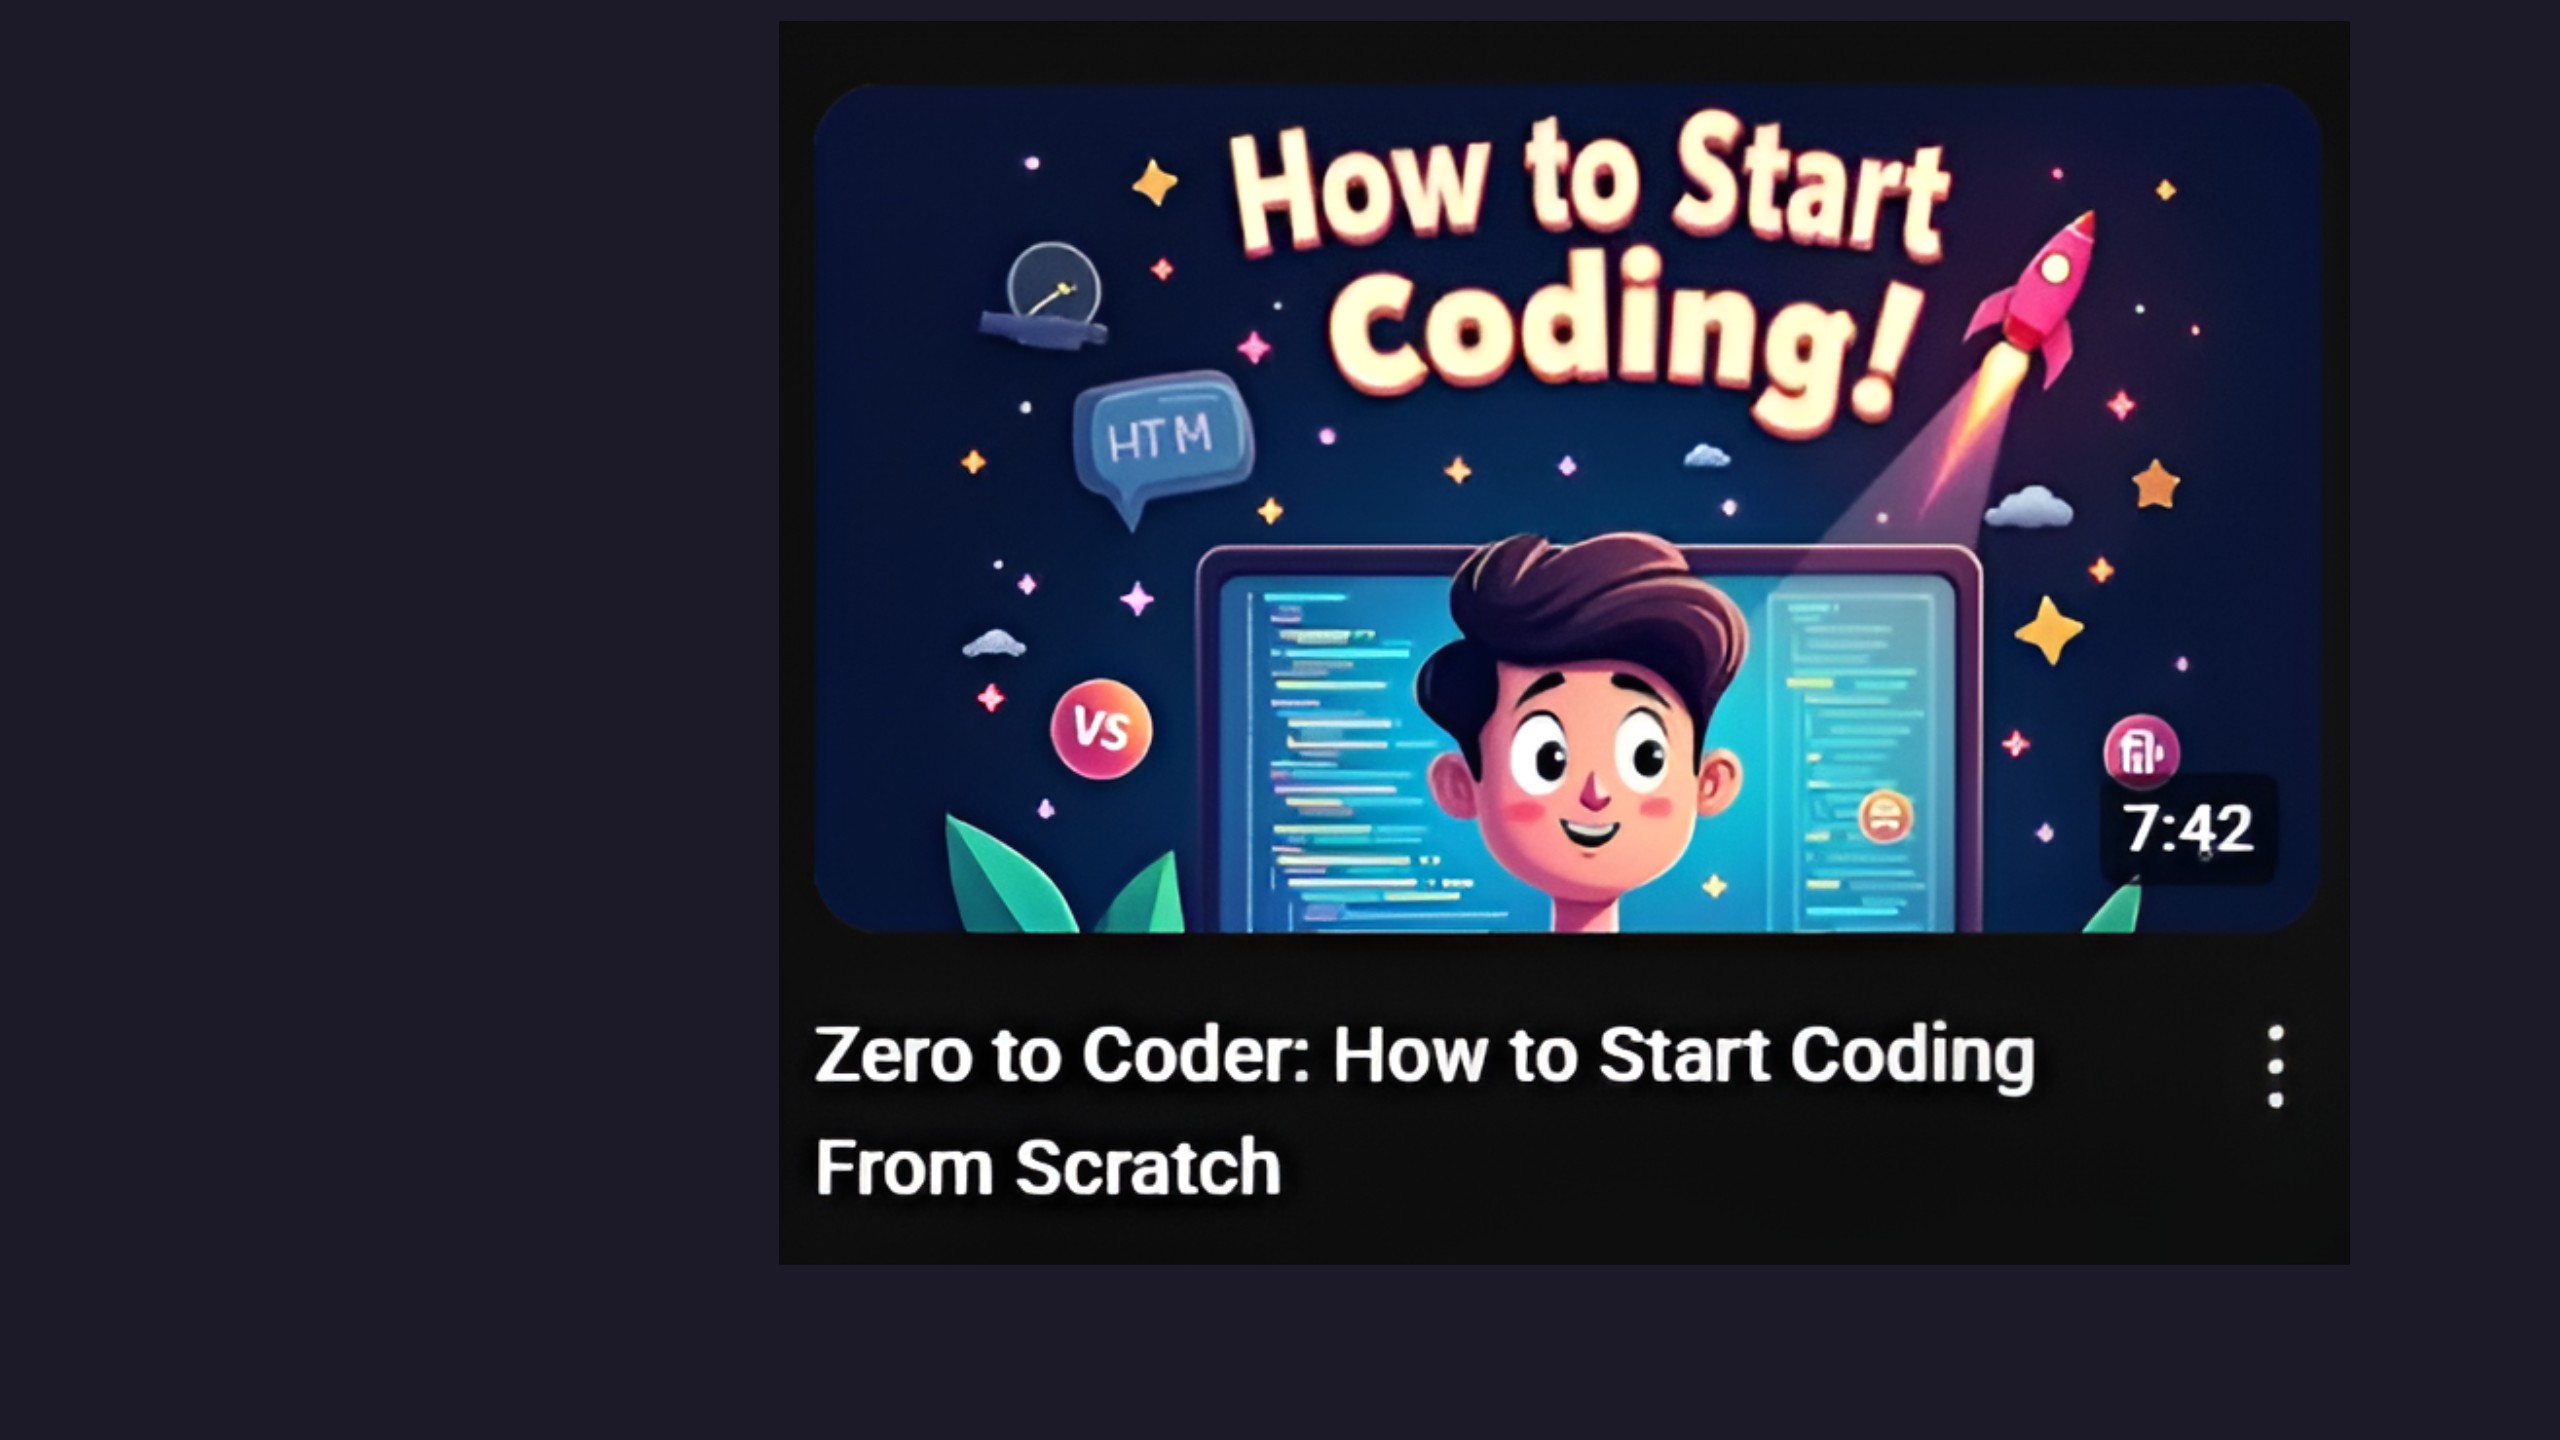 How to Start
Coding!
HTM
VS
7:42
Zero to Coder: How to Start Coding
From Scratch